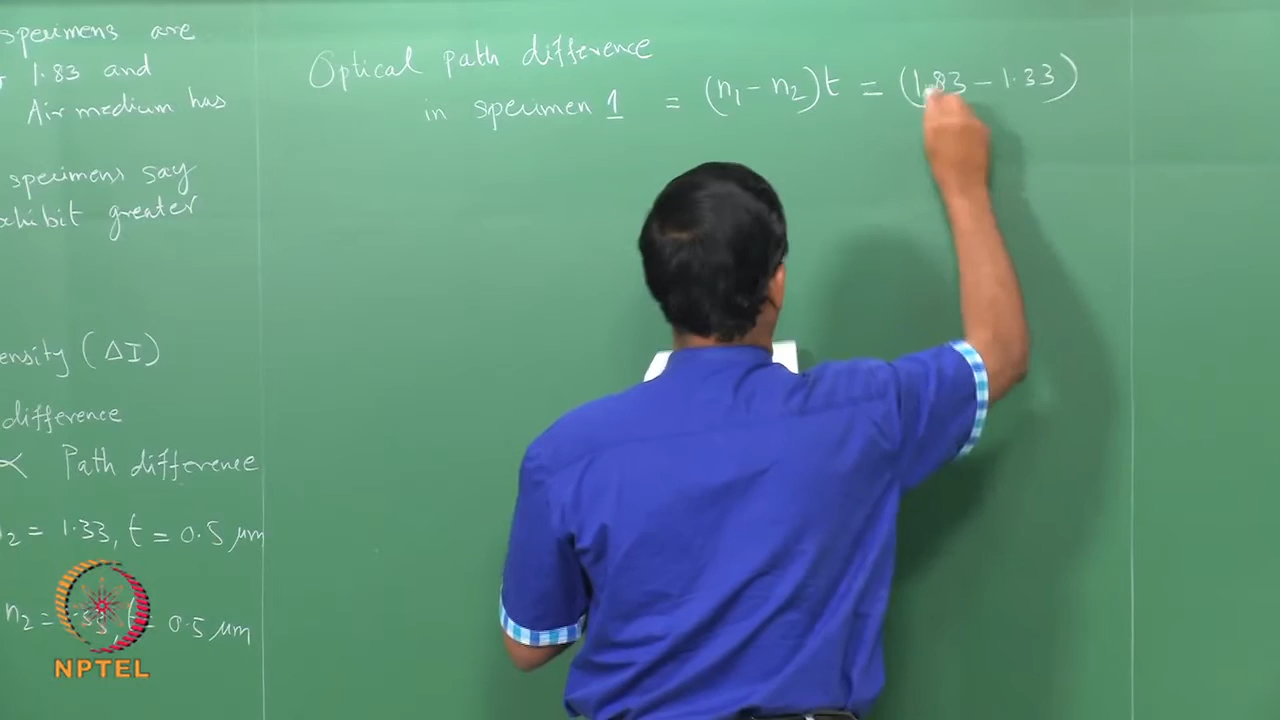 specimens are
1.83 and
Air medium has
specimens say
exhibit greater
ensity (ΔI)
difference
∝ Path difference
n₂ = 1.33, t = 0.5 μm
n₂ = 1.33, t = 0.5 μm
Optical path difference
in specimen 1 = (n₁ - n₂)t = (1.83 - 1.33)
NPTEL